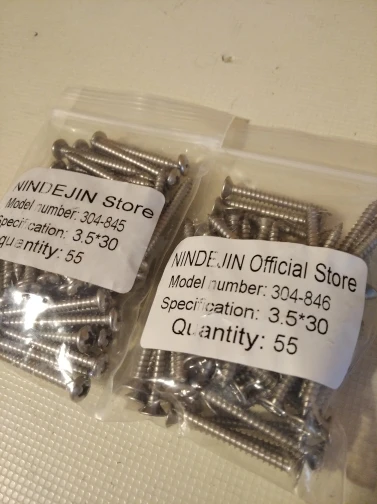 NINDEJIN Store
Model number: 304-845
Specification: 3.5*30
quantity: 55
NINDEJIN Official Store
Model number: 304-846
Specification: 3.5*30
Quantity: 55